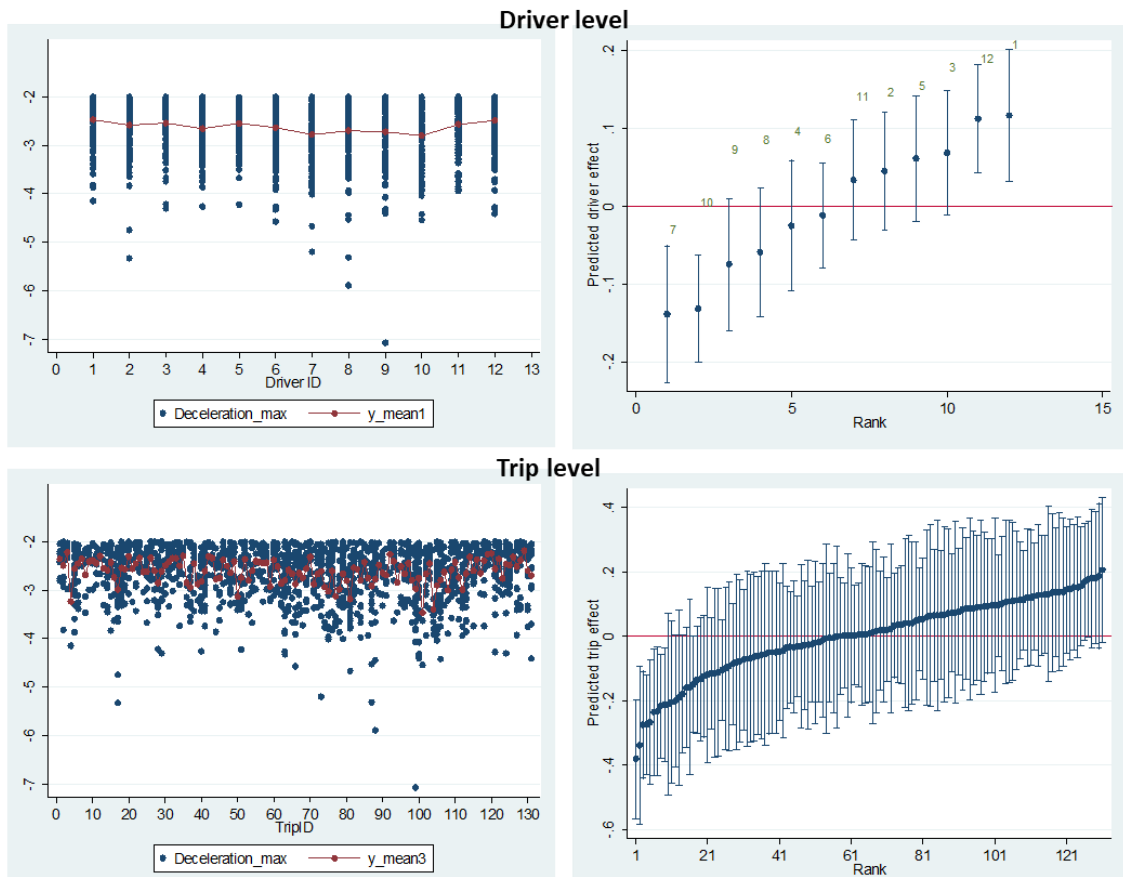 Driver level
-2
-3
-4
-5
-6
-7
0 1 2 3 4 5 6 7 8 9 10 11 12 13
Driver ID
Deceleration_max y_mean1
Predicted driver effect
.2
.1
0
-.1
-.2
7 10 9 8 4 6 11 2 5 3 12 1
0 5 10 15
Rank
Trip level
-2
-3
-4
-5
-6
-7
0 10 20 30 40 50 60 70 80 90 100 110 120 130
TripID
Deceleration_max y_mean3
Predicted trip effect
.4
.2
0
-.2
-.4
-.6
1 21 41 61 81 101 121
Rank